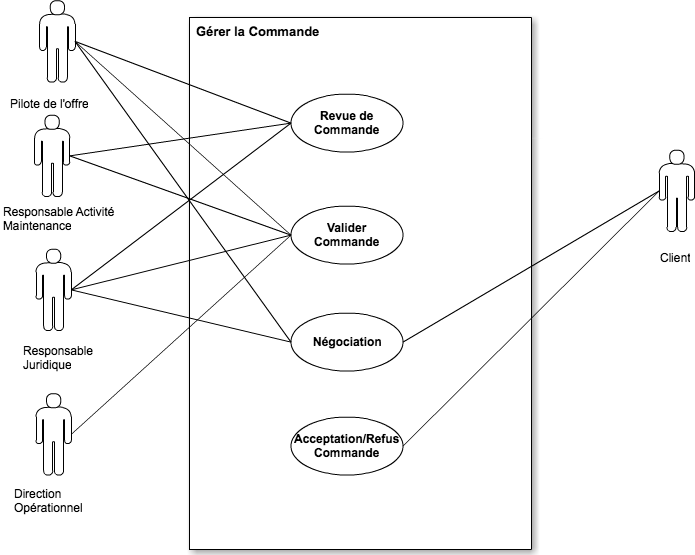 Gérer la Commande
Pilote de l'offre
Revue de
Commande
Responsable Activité
Maintenance
Valider
Commande
Client
Responsable
Juridique
Négociation
Acceptation/Refus
Commande
Direction
Opérationnel